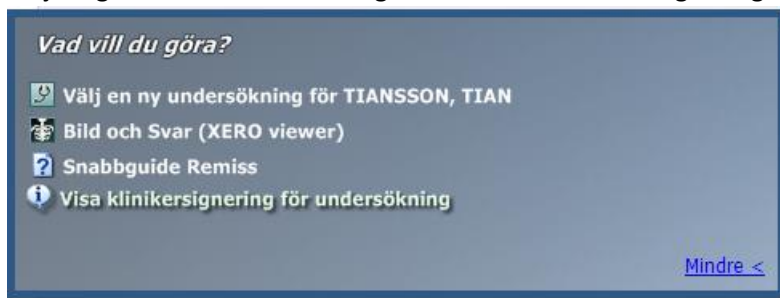 Vad vill du göra?
Välj en ny undersökning för TIANSSON, TIAN
Bild och Svar (XERO viewer)
Snabbguide Remiss
Visa klinikersignering för undersökning
Mindre <